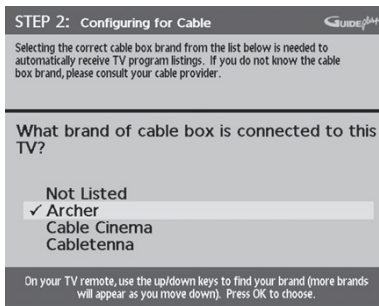 STEP 2: Configuring for Cable
GUIDE plus+
Selecting the correct cable box brand from the list below is needed to
automatically receive TV program listings. If you do not know the cable
box brand, please consult your cable provider.
What brand of cable box is connected to this
TV?
Not Listed
✓ Archer
Cable Cinema
Cabletenna
On your TV remote, use the up/down keys to find your brand (more brands
will appear as you move down). Press OK to choose.